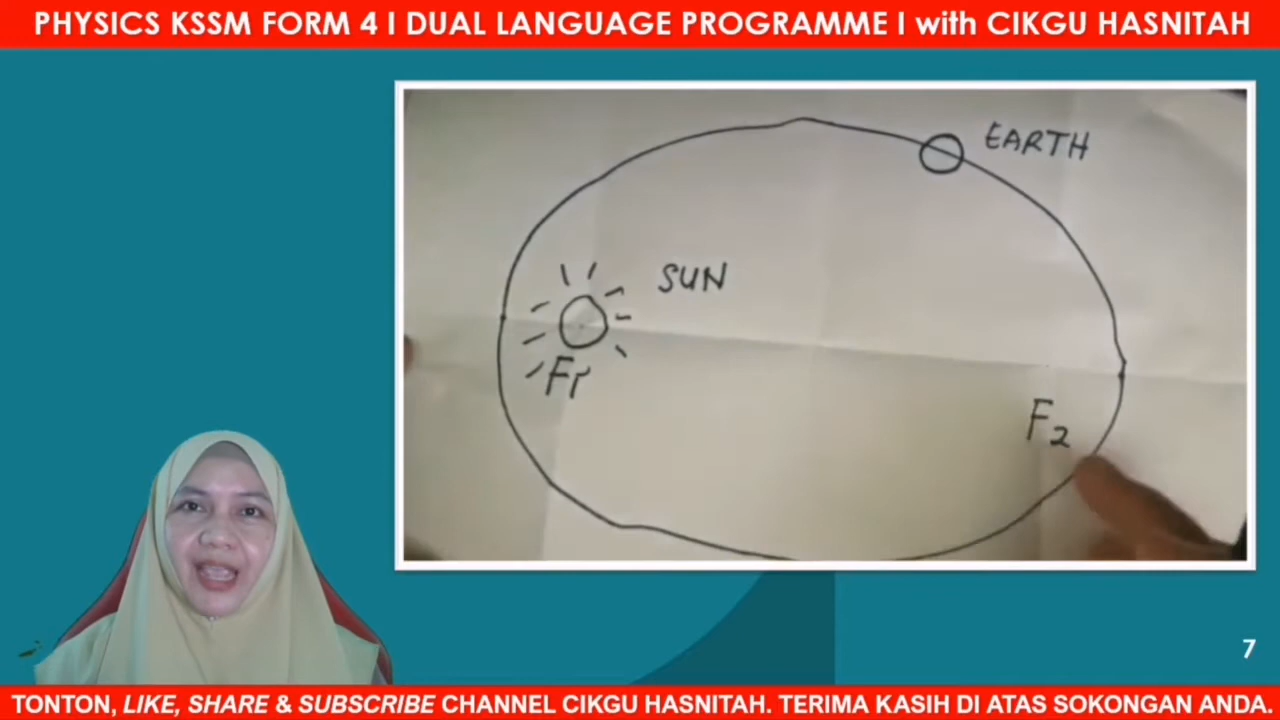 PHYSICS KSSM FORM 4 I DUAL LANGUAGE PROGRAMME I with CIKGU HASNITAH
EARTH
SUN
F1
F2
7
TONTON, LIKE, SHARE & SUBSCRIBE CHANNEL CIKGU HASNITAH. TERIMA KASIH DI ATAS SOKONGAN ANDA.